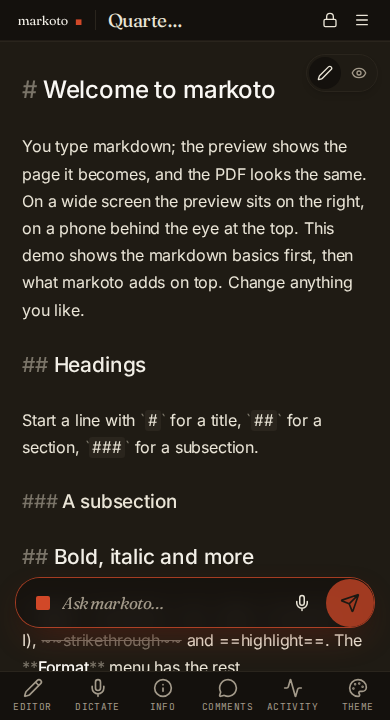 markoto
Quarte...
# Welcome to markoto
You type markdown; the preview shows the
page it becomes, and the PDF looks the same.
On a wide screen the preview sits on the right,
on a phone behind the eye at the top. This
demo shows the markdown basics first, then
what markoto adds on top. Change anything
you like.
## Headings
Start a line with `#` for a title, `##` for a
section, `###` for a subsection.
### A subsection
## Bold, italic and more
Ask markoto...
I), ~~strikethrough~~ and ==highlight==. The
**Format** menu has the rest
EDITOR DICTATE INFO COMMENTS ACTIVITY THEME